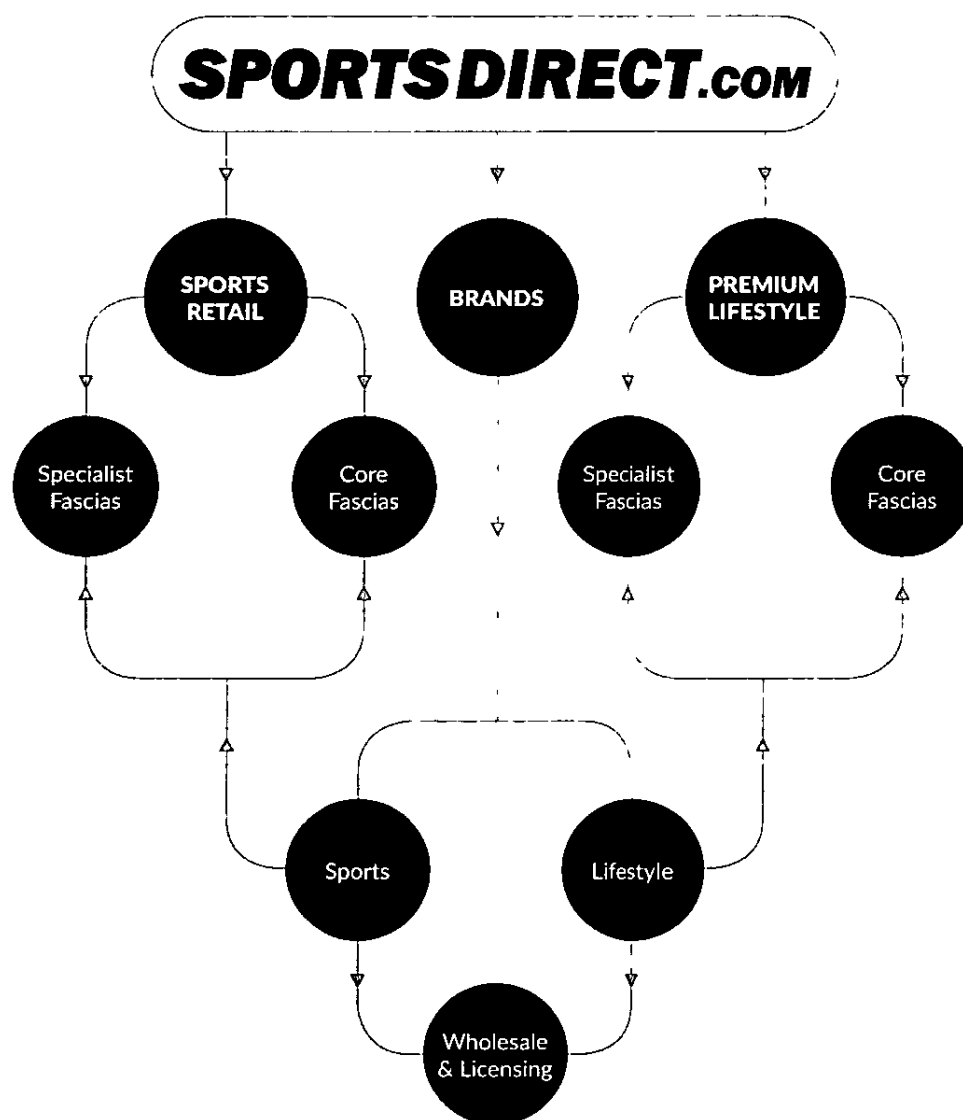 SPORTSDIRECT.COM
SPORTS
RETAIL
BRANDS
PREMIUM
LIFESTYLE
Specialist
Fascias
Core
Fascias
Specialist
Fascias
Core
Fascias
Sports
Lifestyle
Wholesale
& Licensing